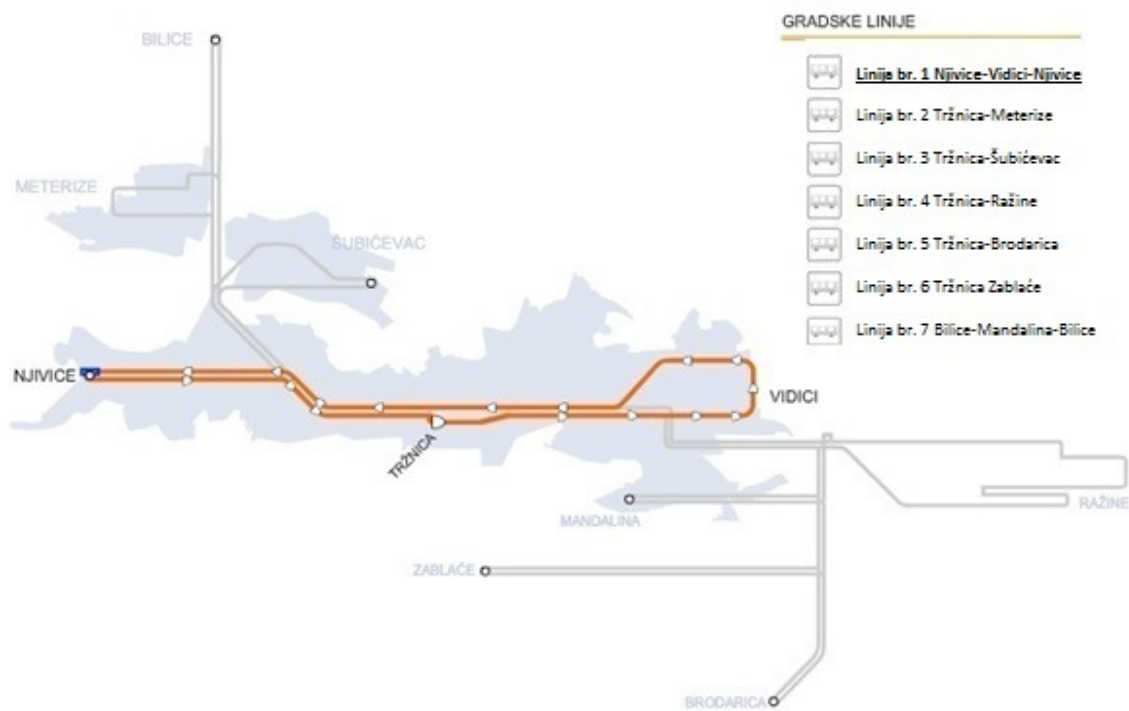 GRADSKE LINIJE
Linija br. 1 Njivice-Vidici-Njivice
Linija br. 2 Tržnica-Meterize
Linija br. 3 Tržnica-Šubićevac
Linija br. 4 Tržnica-Ražine
Linija br. 5 Tržnica-Brodarica
Linija br. 6 Tržnica Zablaće
Linija br. 7 Bilice-Mandalina-Bilice
BILICE
METERIZE
ŠUBIĆEVAC
NJIVICE
VIDICI
TRŽNICA
MANDALINA
RAŽINE
ZABLAČE
BRODARICA